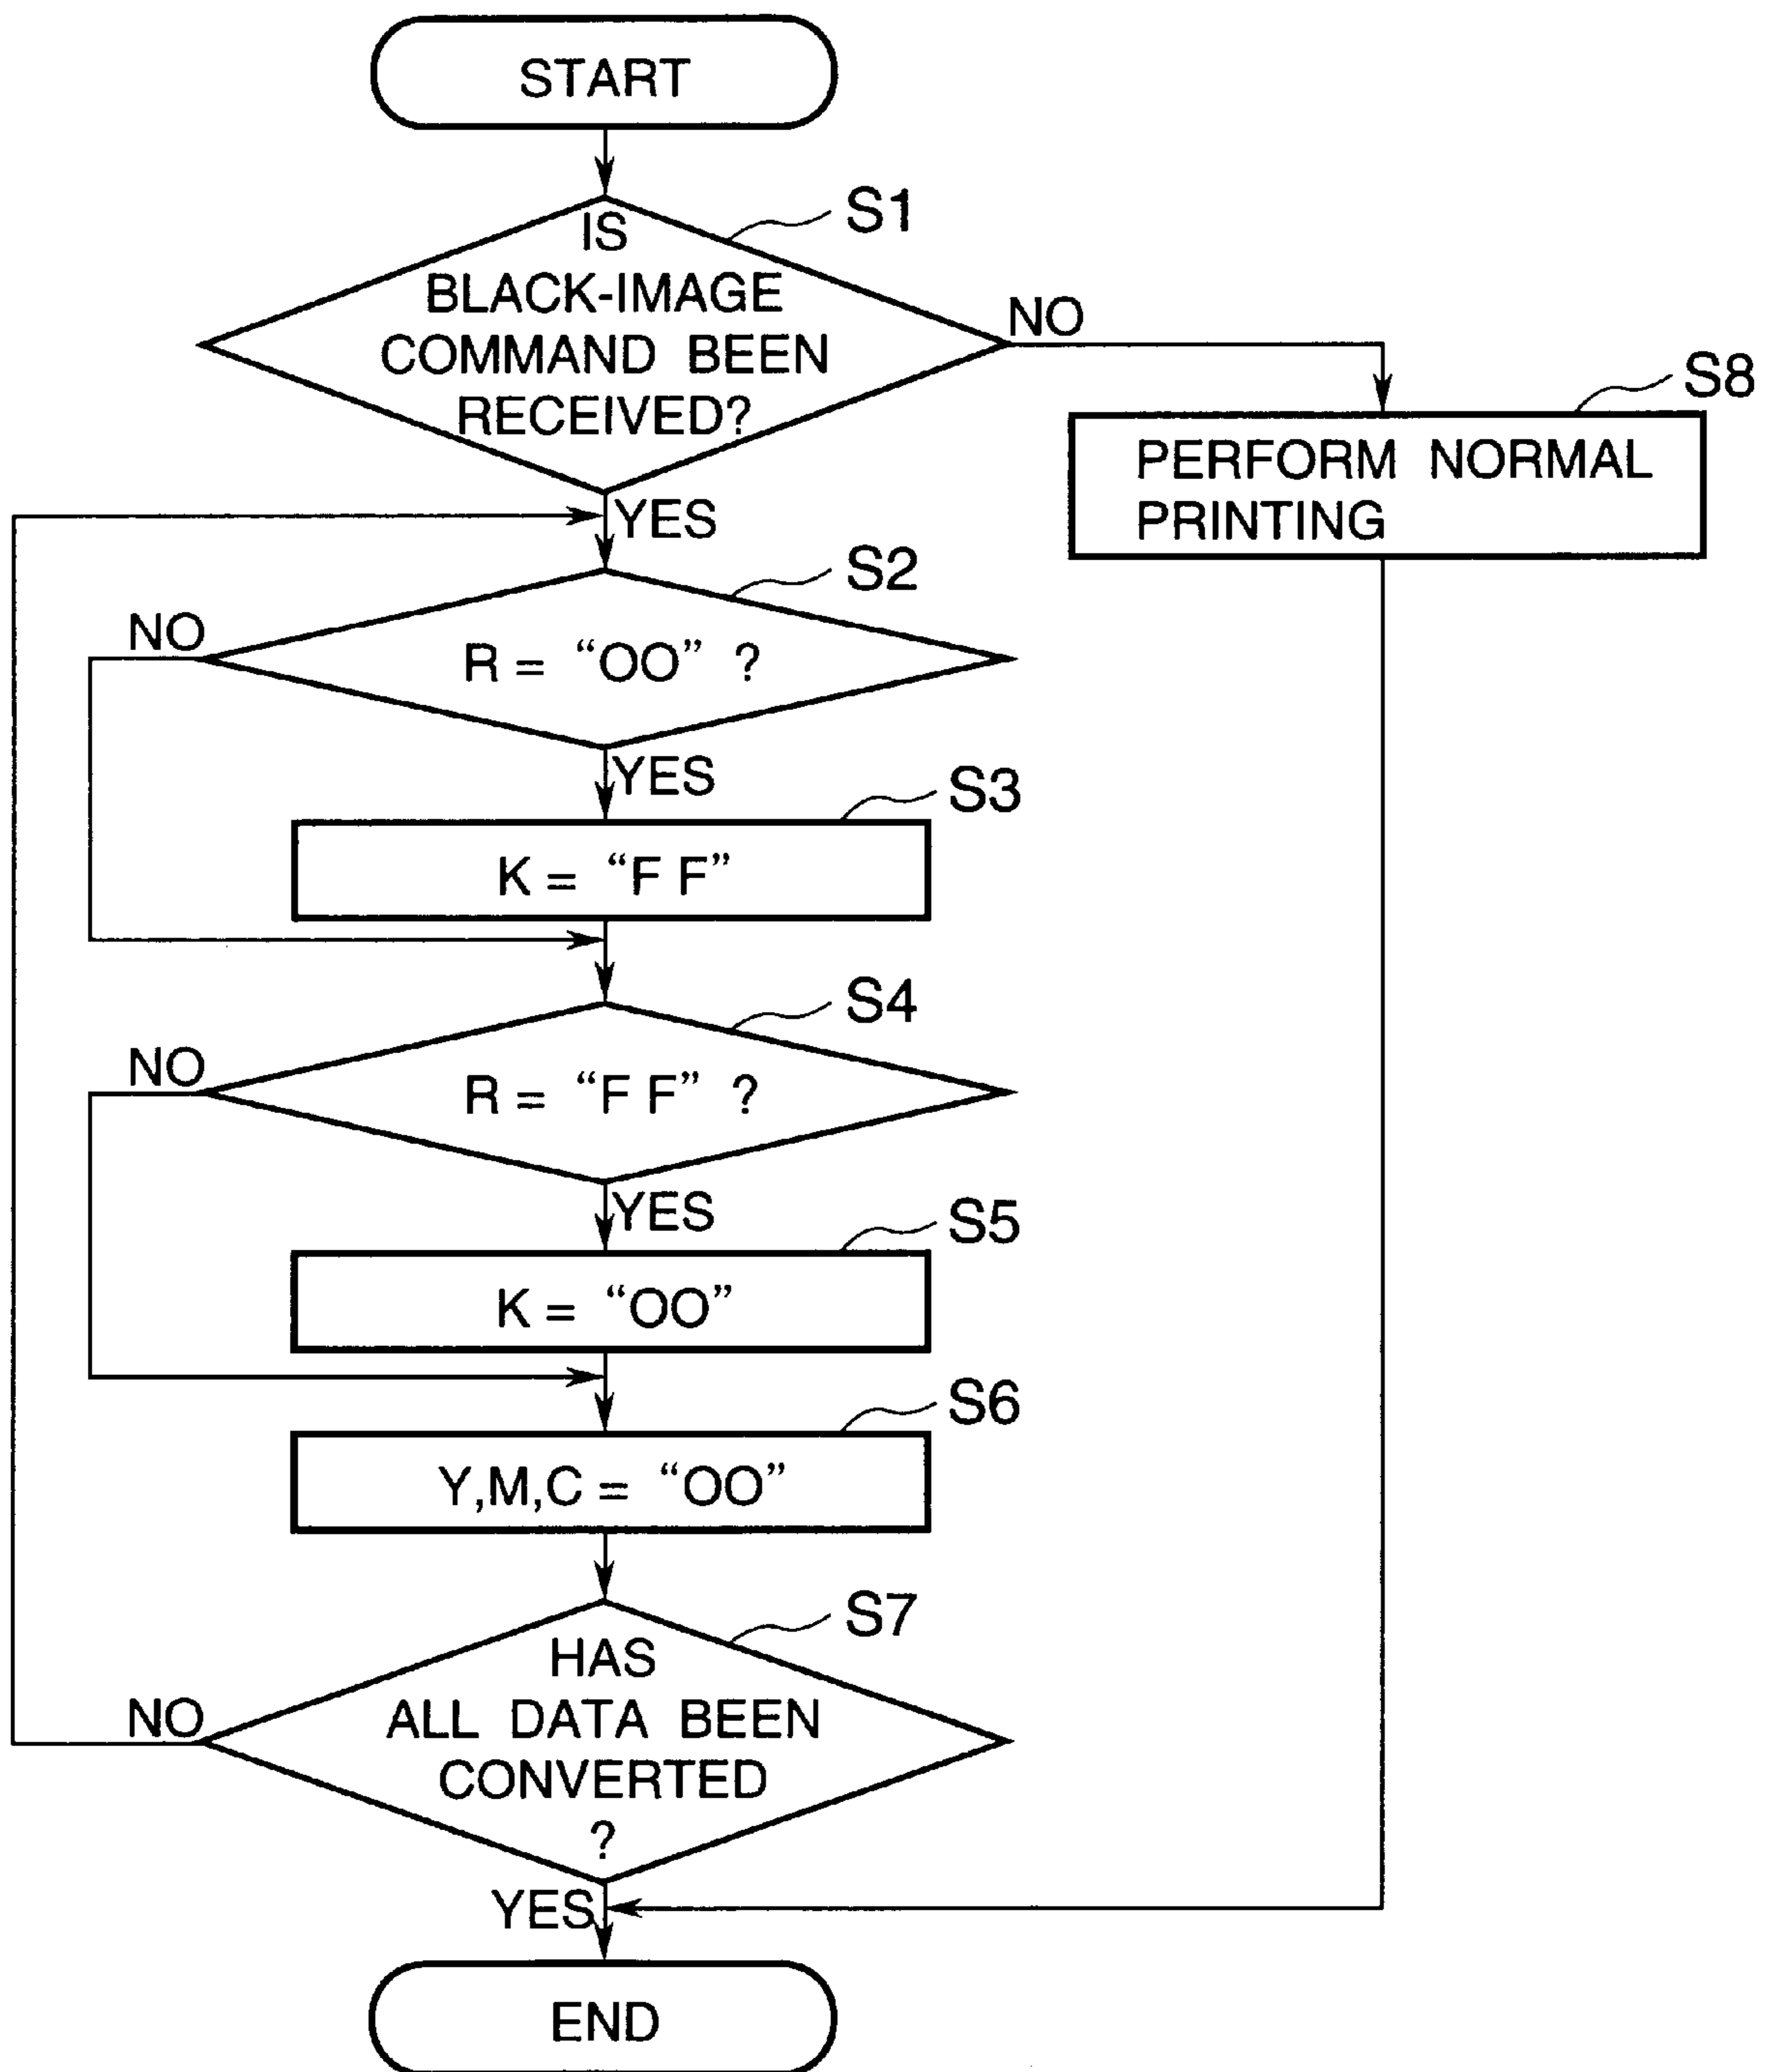 START
S1
IS
BLACK-IMAGE
COMMAND BEEN
RECEIVED?
NO
S8
PERFORM NORMAL
PRINTING
YES
S2
NO
R = “OO” ?
YES
S3
K = “F F”
S4
NO
R = “F F” ?
YES
S5
K = “OO”
S6
Y,M,C = “OO”
S7
HAS
ALL DATA BEEN
CONVERTED
?
NO
YES
END